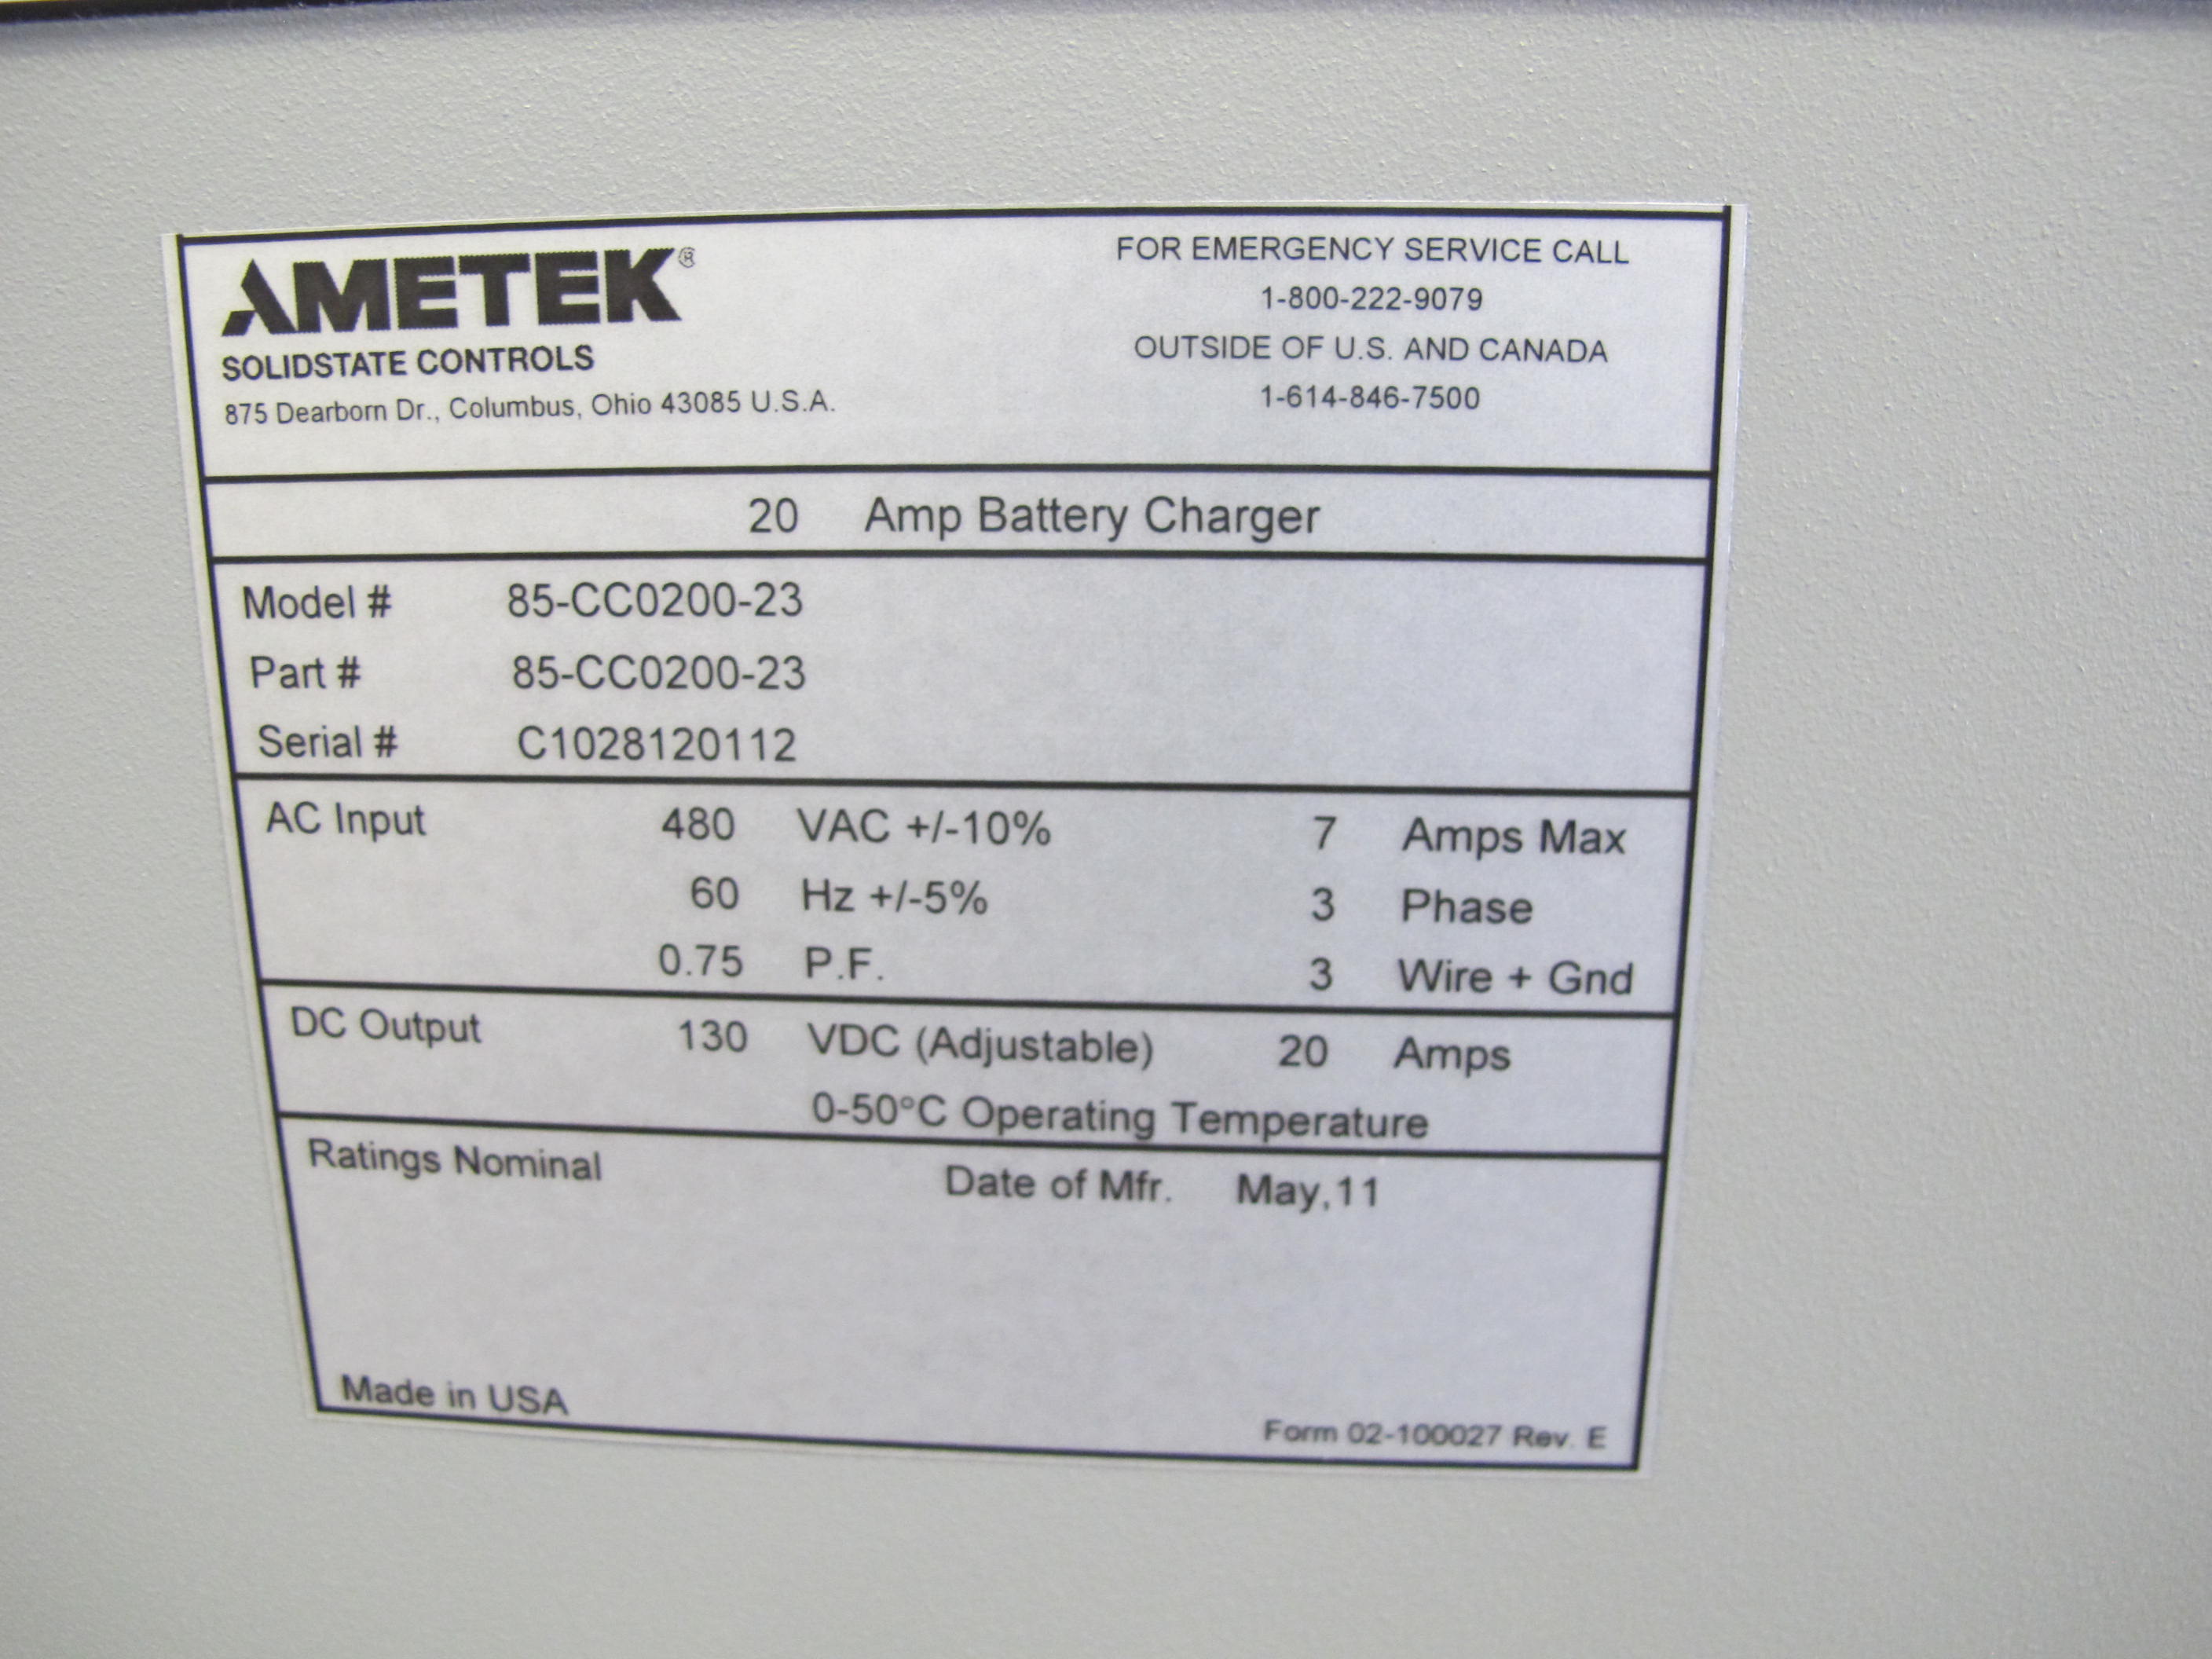 AMETEK®
SOLIDSTATE CONTROLS
875 Dearborn Dr., Columbus, Ohio 43085 U.S.A.
FOR EMERGENCY SERVICE CALL
1-800-222-9079
OUTSIDE OF U.S. AND CANADA
1-614-846-7500
20 Amp Battery Charger
Model # 85-CC0200-23
Part # 85-CC0200-23
Serial # C1028120112
AC Input 480 VAC +/-10% 7 Amps Max
60 Hz +/-5% 3 Phase
0.75 P.F. 3 Wire + Gnd
DC Output 130 VDC (Adjustable) 20 Amps
0-50°C Operating Temperature
Ratings Nominal Date of Mfr. May,11
Made in USA
Form 02-100027 Rev. E